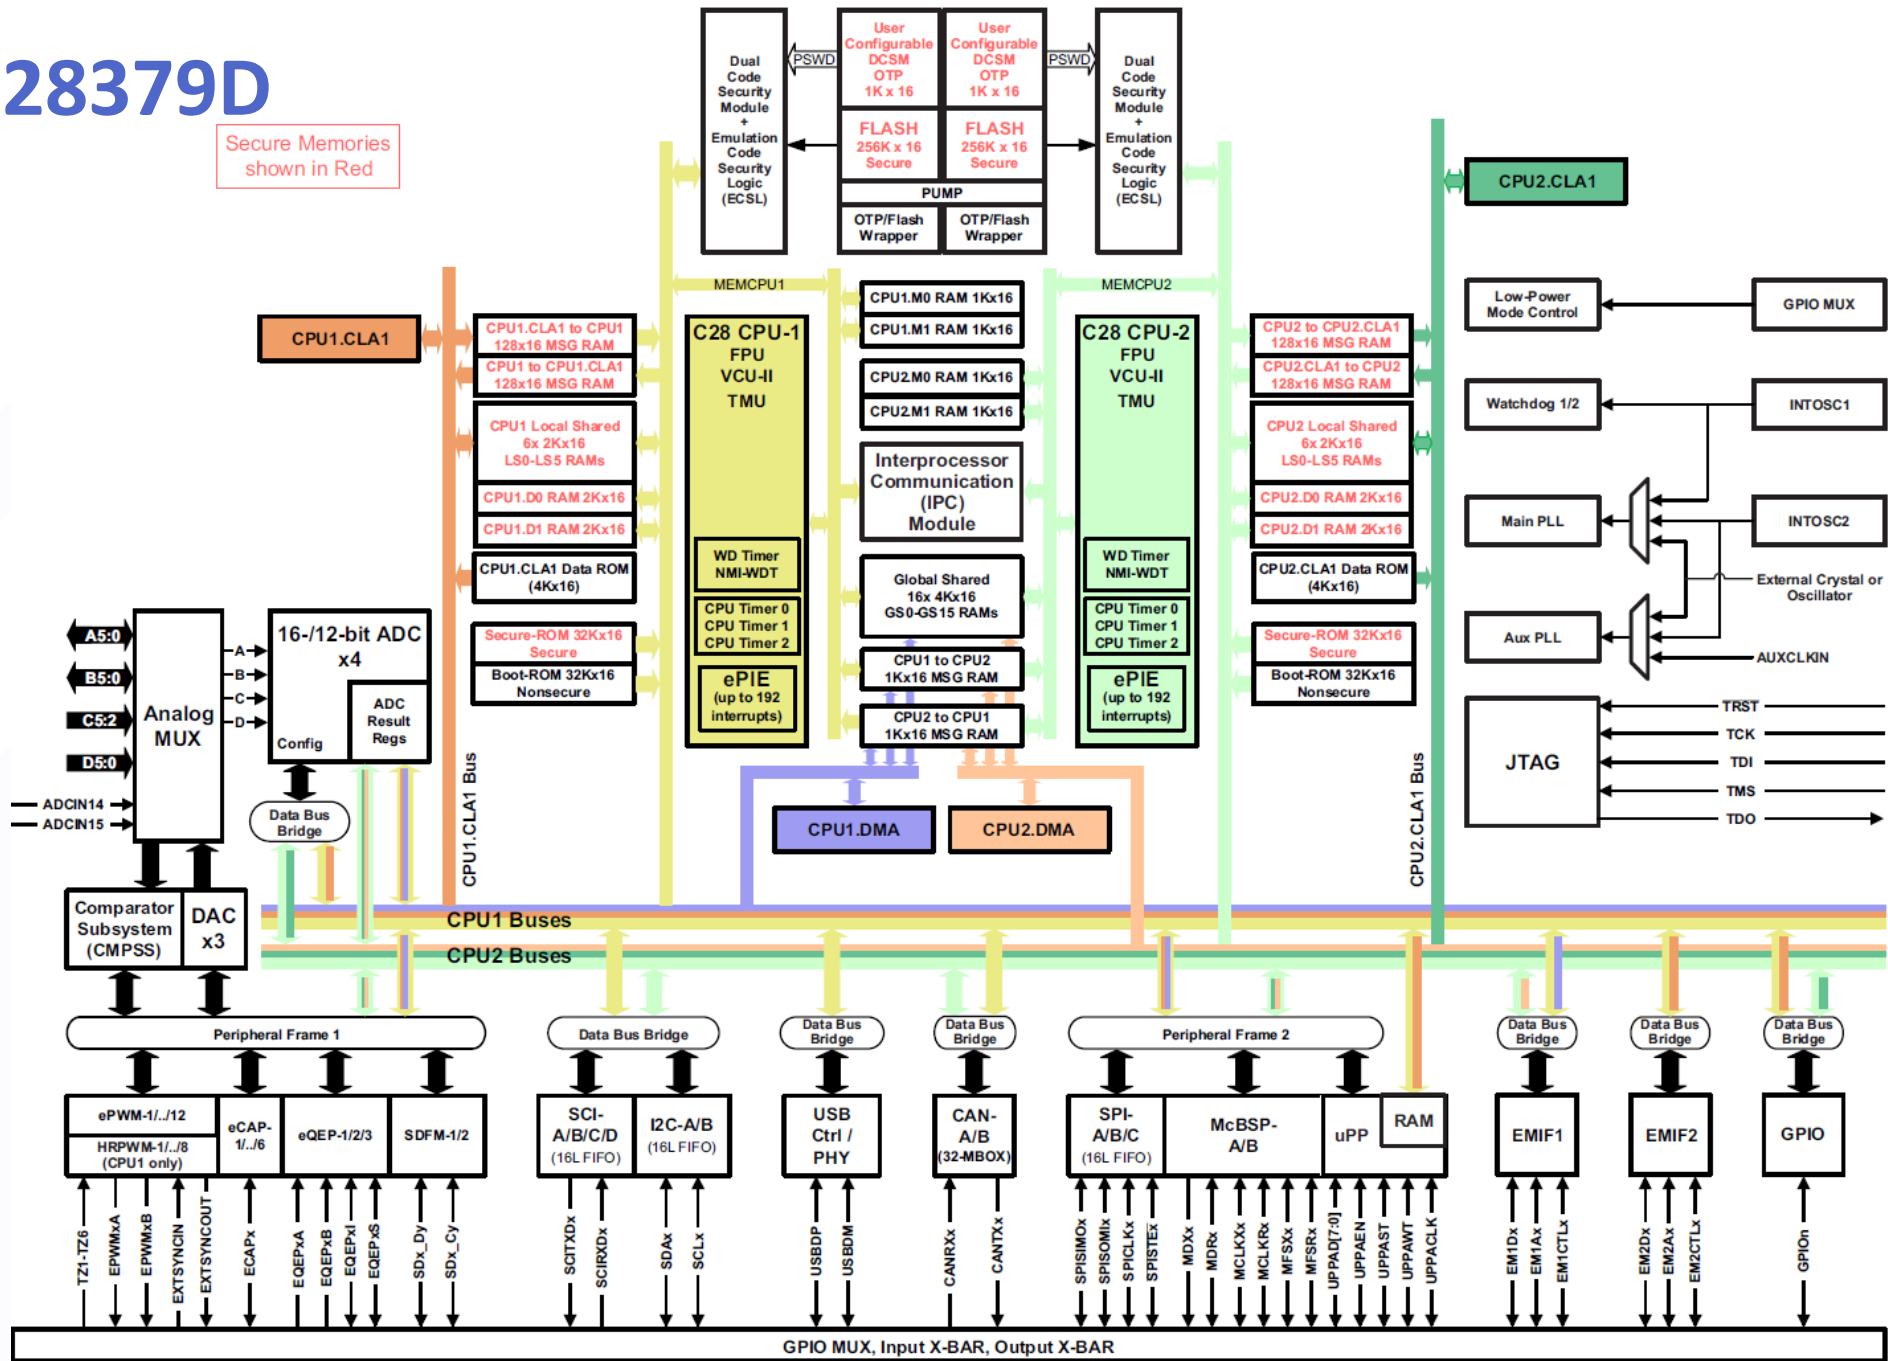 28379D
Secure Memories
shown in Red
Dual
Code
Security
Module
+
Emulation
Code
Security
Logic
(ECSL)
PSWD
User
Configurable
DCSM
OTP
1K x 16
User
Configurable
DCSM
OTP
1K x 16
PSWD
FLASH
256K x 16
Secure
FLASH
256K x 16
Secure
PUMP
OTP/Flash
Wrapper
OTP/Flash
Wrapper
Dual
Code
Security
Module
+
Emulation
Code
Security
Logic
(ECSL)
CPU2.CLA1
MEMCPU1
MEMCPU2
CPU1.CLA1
CPU1.CLA1 to CPU1
128x16 MSG RAM
CPU1 to CPU1.CLA1
128x16 MSG RAM
CPU1 Local Shared
6x 2Kx16
LS0-LS5 RAMs
CPU1.D0 RAM 2Kx16
CPU1.D1 RAM 2Kx16
CPU1.CLA1 Data ROM
(4Kx16)
Secure-ROM 32Kx16
Secure
Boot-ROM 32Kx16
Nonsecure
C28 CPU-1
FPU
VCU-II
TMU
WD Timer
NMI-WDT
CPU Timer 0
CPU Timer 1
CPU Timer 2
ePIE
(up to 192
interrupts)
CPU1.M0 RAM 1Kx16
CPU1.M1 RAM 1Kx16
CPU2.M0 RAM 1Kx16
CPU2.M1 RAM 1Kx16
Interprocessor
Communication
(IPC)
Module
Global Shared
16x 4Kx16
GS0-GS15 RAMs
CPU1 to CPU2
1Kx16 MSG RAM
CPU2 to CPU1
1Kx16 MSG RAM
C28 CPU-2
FPU
VCU-II
TMU
WD Timer
NMI-WDT
CPU Timer 0
CPU Timer 1
CPU Timer 2
ePIE
(up to 192
interrupts)
CPU2 to CPU2.CLA1
128x16 MSG RAM
CPU2.CLA1 to CPU2
128x16 MSG RAM
CPU2 Local Shared
6x 2Kx16
LS0-LS5 RAMs
CPU2.D0 RAM 2Kx16
CPU2.D1 RAM 2Kx16
CPU2.CLA1 Data ROM
(4Kx16)
Secure-ROM 32Kx16
Secure
Boot-ROM 32Kx16
Nonsecure
Low-Power
Mode Control
GPIO MUX
Watchdog 1/2
INTOSC1
Main PLL
INTOSC2
External Crystal or
Oscillator
Aux PLL
AUXCLKIN
JTAG
TRST
TCK
TDI
TMS
TDO
A5:0
B5:0
C5:2
D5:0
ADCIN14
ADCIN15
Analog
MUX
A
B
C
D
16-/12-bit ADC
x4
ADC
Result
Regs
Config
Data Bus
Bridge
CPU1.CLA1 Bus
CPU1.DMA
CPU2.DMA
CPU2.CLA1 Bus
Comparator
Subsystem
(CMPSS)
DAC
x3
CPU1 Buses
CPU2 Buses
Peripheral Frame 1
Data Bus Bridge
Data Bus
Bridge
Data Bus
Bridge
Peripheral Frame 2
Data Bus
Bridge
Data Bus
Bridge
Data Bus
Bridge
ePWM-1/../12
HRPWM-1/../8
(CPU1 only)
eCAP-
1/../6
eQEP-1/2/3
SDFM-1/2
SCI-
A/B/C/D
(16L FIFO)
I2C-A/B
(16L FIFO)
USB
Ctrl /
PHY
CAN-
A/B
(32-MBOX)
SPI-
A/B/C
(16L FIFO)
McBSP-
A/B
uPP
RAM
EMIF1
EMIF2
GPIO
TZ1-TZ6
EPWMxA
EPWMxB
EXTSYNCIN
EXTSYNCOUT
ECAPx
EQEPxA
EQEPxB
EQEPxI
EQEPxS
SDx_Dy
SDx_Cy
SCITXDx
SCIRXDx
SDAx
SCLx
USBDP
USBDM
CANRXx
CANTXx
SPISIMOx
SPISOMIx
SPICLKx
SPISTEx
MDXx
MDRx
MCLKXx
MCLKRx
MFSXx
MFSRx
UPPAD[7:0]
UPPAEN
UPPAST
UPPAWT
UPPACLK
EM1Dx
EM1Ax
EM1CTLx
EM2Dx
EM2Ax
EM2CTLx
GPIOn
GPIO MUX, Input X-BAR, Output X-BAR